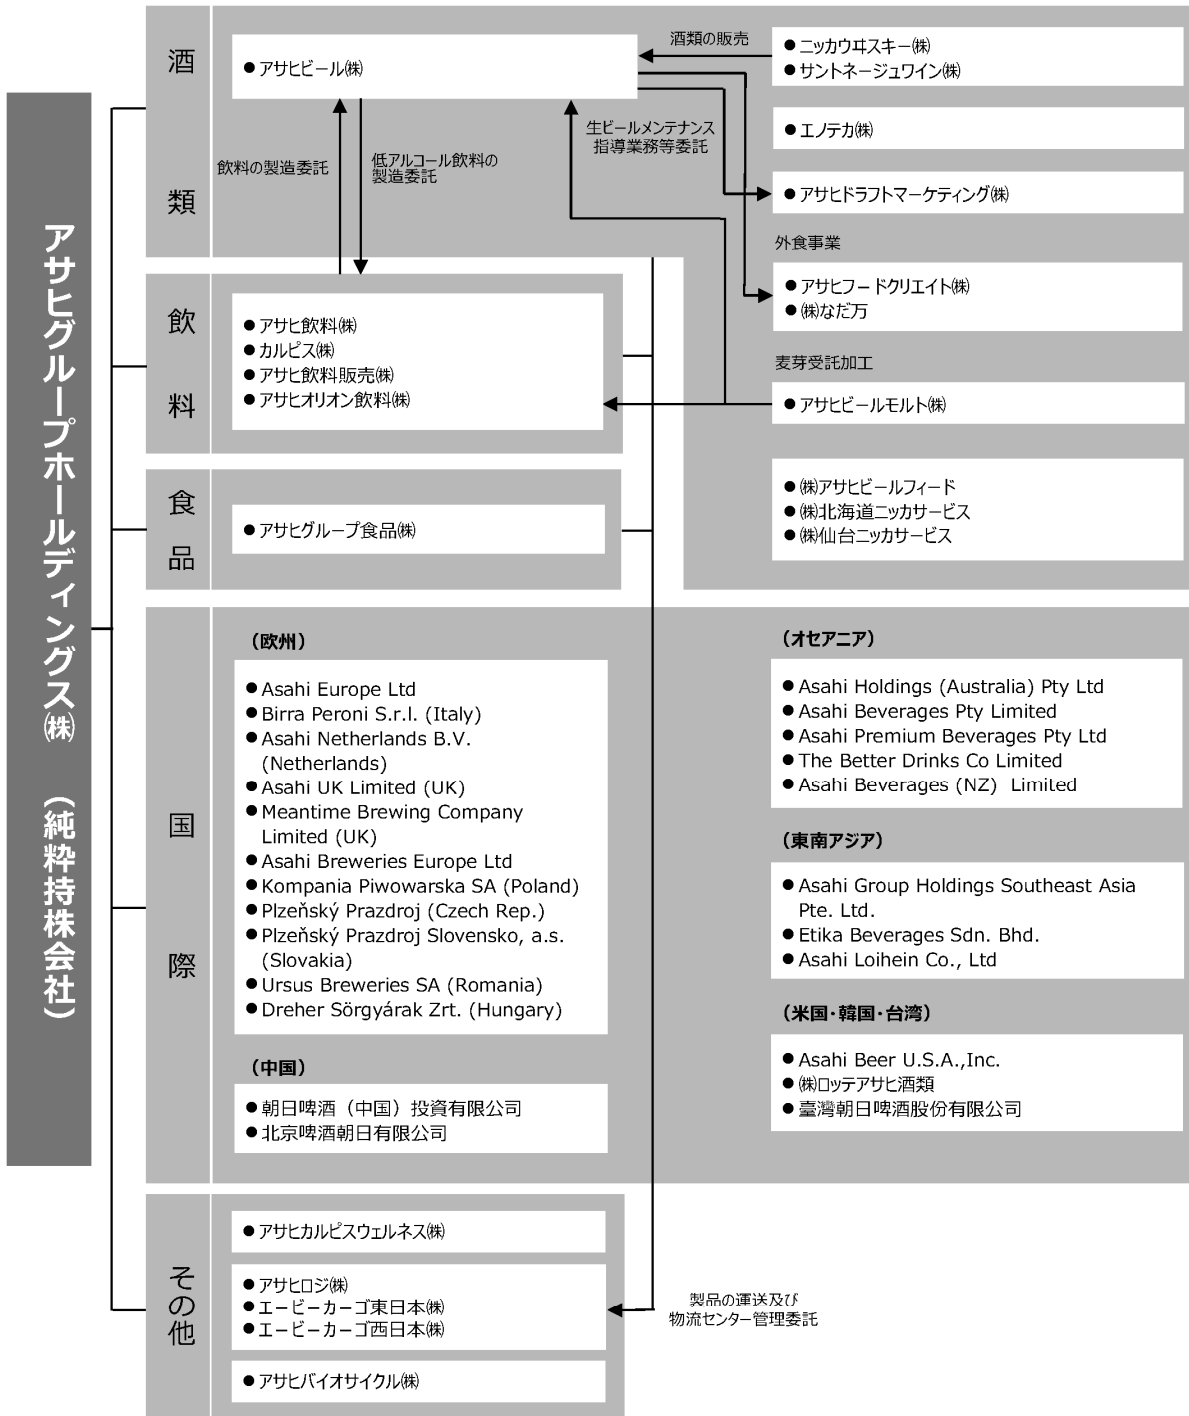 アサヒグループホールディングス㈱ （純粋持株会社）
酒類
アサヒビール㈱
酒類の販売
● ニッカウヰスキー㈱
● サントネージュワイン㈱
● エノテカ㈱
生ビールメンテナンス
指導業務等委託
● アサヒドラフトマーケティング㈱
飲料の製造委託
低アルコール飲料の
製造委託
外食事業
● アサヒフードクリエイト㈱
● ㈱なだ万
麦芽受託加工
● アサヒビールモルト㈱
● ㈱アサヒビールフィード
● ㈱北海道ニッカサービス
● ㈱仙台ニッカサービス
飲料
● アサヒ飲料㈱
● カルピス㈱
● アサヒ飲料販売㈱
● アサヒオリオン飲料㈱
食品
● アサヒグループ食品㈱
国際
（欧州）
● Asahi Europe Ltd
● Birra Peroni S.r.l. (Italy)
● Asahi Netherlands B.V.
(Netherlands)
● Asahi UK Limited (UK)
● Meantime Brewing Company
Limited (UK)
● Asahi Breweries Europe Ltd
● Kompania Piwowarska SA (Poland)
● Plzeňský Prazdroj (Czech Rep.)
● Plzeňský Prazdroj Slovensko, a.s.
(Slovakia)
● Ursus Breweries SA (Romania)
● Dreher Sörgyárak Zrt. (Hungary)
（中国）
● 朝日啤酒（中国）投資有限公司
● 北京啤酒朝日有限公司
（オセアニア）
● Asahi Holdings (Australia) Pty Ltd
● Asahi Beverages Pty Limited
● Asahi Premium Beverages Pty Ltd
● The Better Drinks Co Limited
● Asahi Beverages (NZ) Limited
（東南アジア）
● Asahi Group Holdings Southeast Asia
Pte. Ltd.
● Etika Beverages Sdn. Bhd.
● Asahi Loihein Co., Ltd
（米国・韓国・台湾）
● Asahi Beer U.S.A.,Inc.
● ㈱ロッテアサヒ酒類
● 臺灣朝日啤酒股份有限公司
その他
● アサヒカルピスウェルネス㈱
● アサヒロジ㈱
● エービーカーゴ東日本㈱
● エービーカーゴ西日本㈱
製品の運送及び
物流センター管理委託
● アサヒバイオサイクル㈱